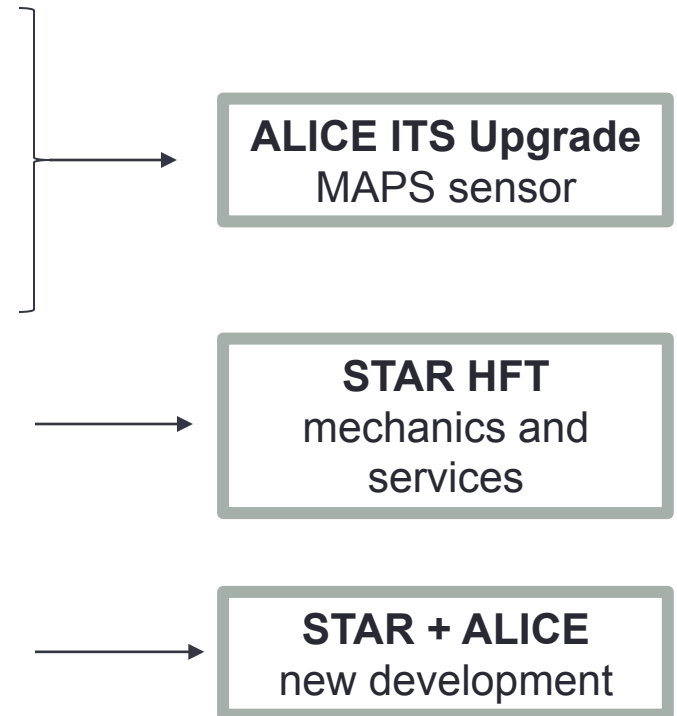 ALICE ITS Upgrade
MAPS sensor
STAR HFT
mechanics and
services
STAR + ALICE
new development